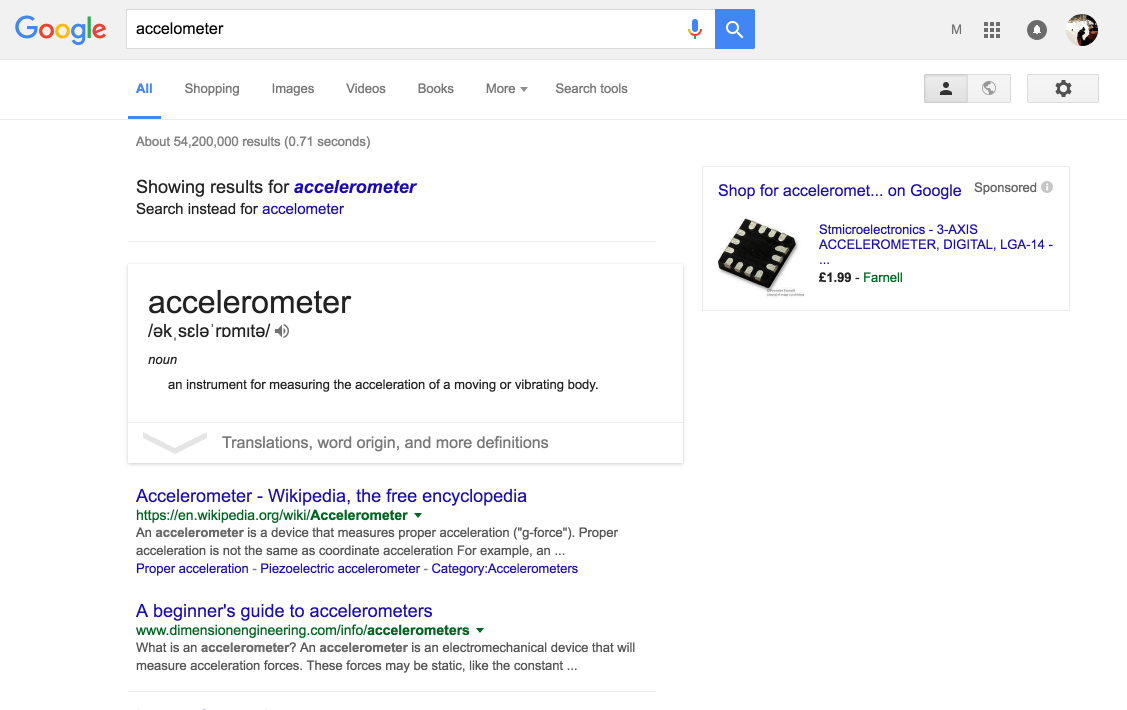 Google
accelometer
M
All Shopping Images Videos Books More Search tools
About 54,200,000 results (0.71 seconds)
Showing results for accelerometer
Search instead for accelometer
accelerometer
/əkˌsɛləˈrɒmɪtə/
noun
an instrument for measuring the acceleration of a moving or vibrating body.
Translations, word origin, and more definitions
Accelerometer - Wikipedia, the free encyclopedia
https://en.wikipedia.org/wiki/Accelerometer
An accelerometer is a device that measures proper acceleration ("g-force"). Proper
acceleration is not the same as coordinate acceleration For example, an ...
Proper acceleration - Piezoelectric accelerometer - Category:Accelerometers
A beginner's guide to accelerometers
www.dimensionengineering.com/info/accelerometers
What is an accelerometer? An accelerometer is an electromechanical device that will
measure acceleration forces. These forces may be static, like the constant ...
Shop for acceleromet... on Google Sponsored
Stmicroelectronics - 3-AXIS
ACCELEROMETER, DIGITAL, LGA-14 -
...
£1.99 - Farnell